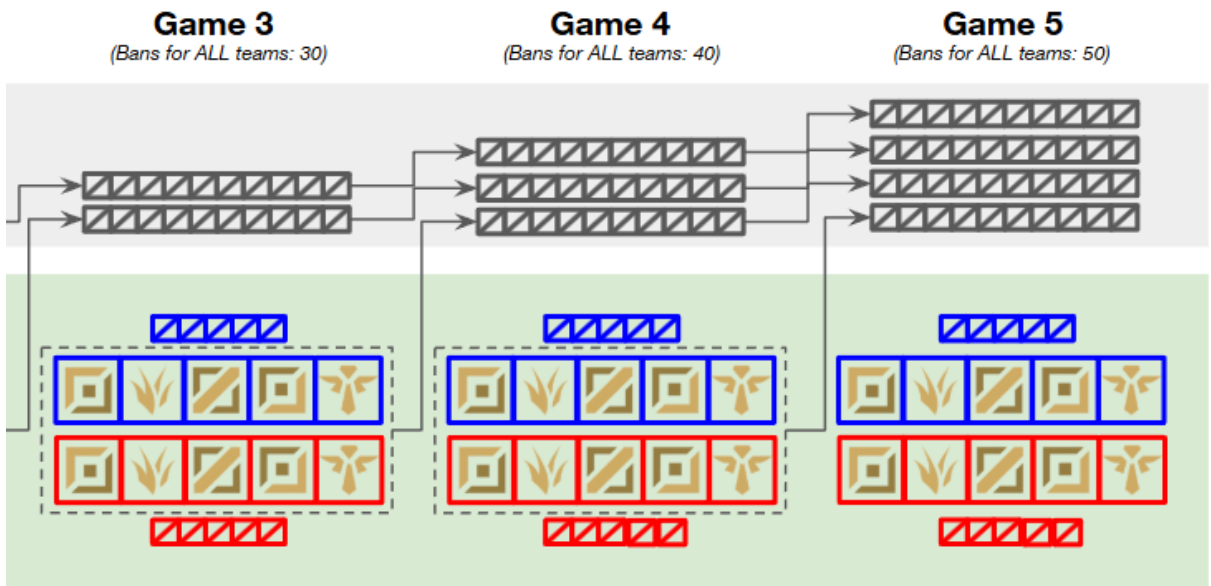 Game 3
(Bans for ALL teams: 30)
Game 4
(Bans for ALL teams: 40)
Game 5
(Bans for ALL teams: 50)